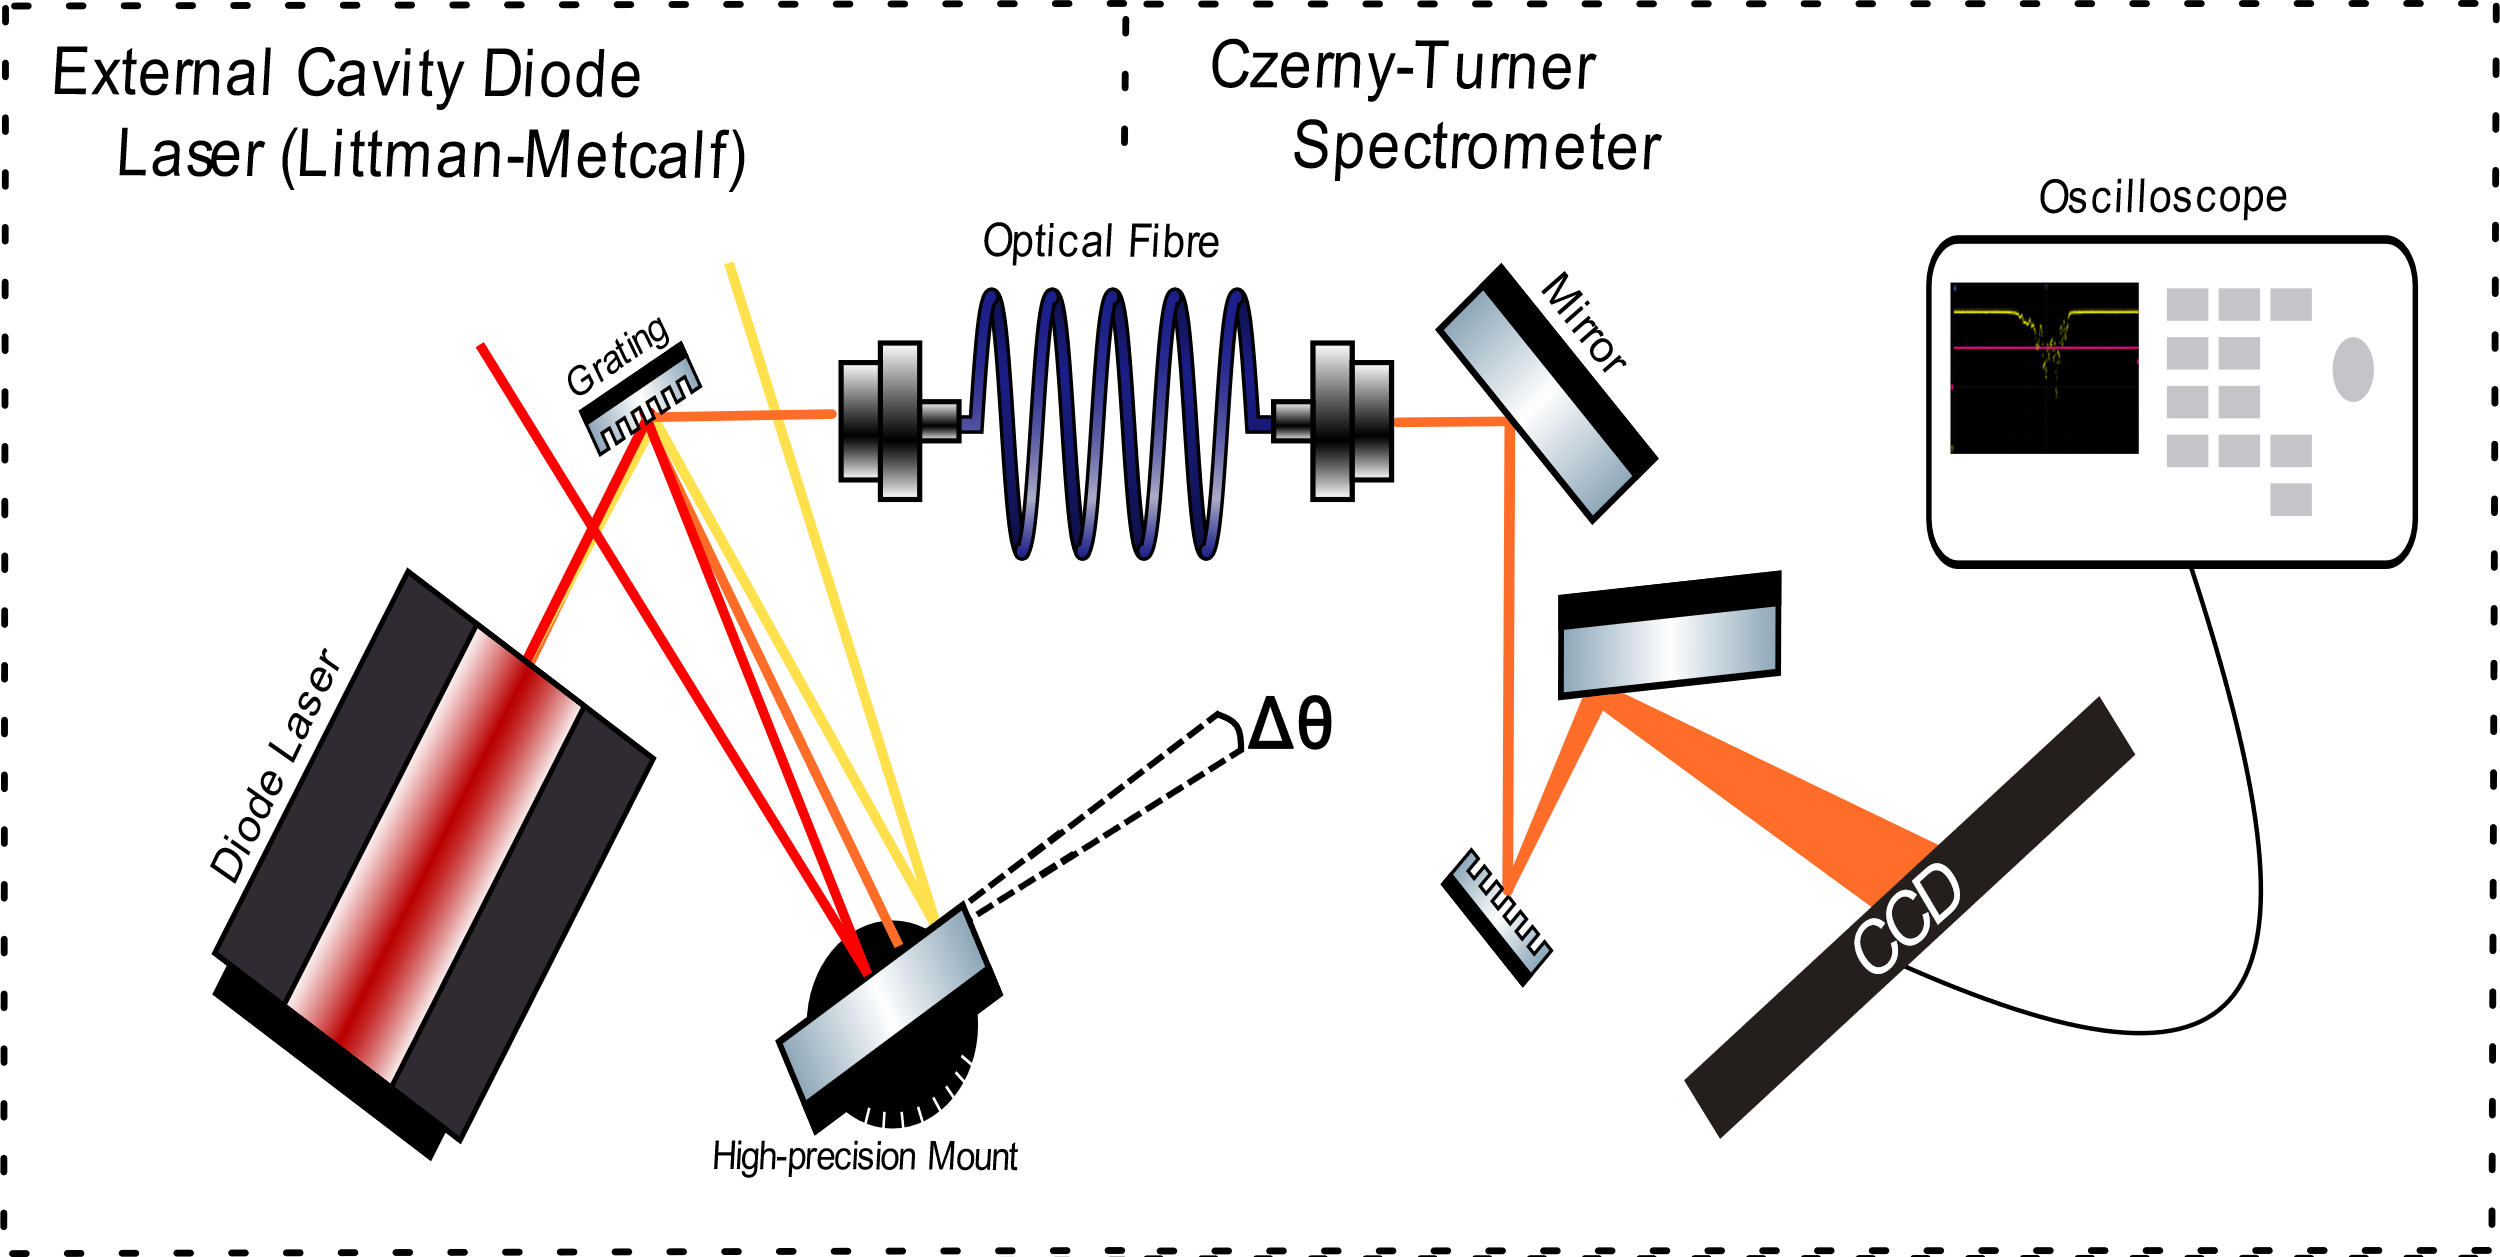 External Cavity Diode
Laser (Littman-Metcalf)
Czerny-Turner
Spectrometer
Oscilloscope
Optical Fibre
Mirror
Grating
Diode Laser
Δθ
CCD
High-precision Mount